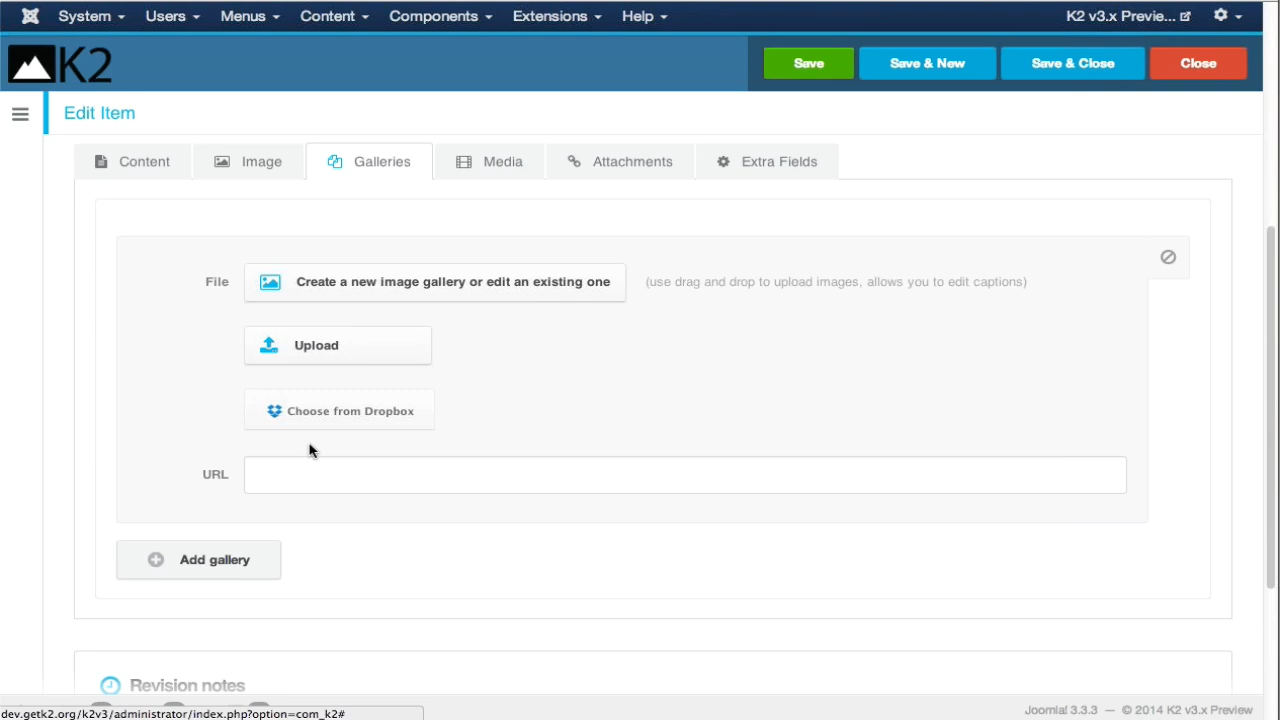 System Users Menus Content Components Extensions Help K2 v3.x Previe...
K2 Save Save & New Save & Close Close
Edit Item
Content Image Galleries Media Attachments Extra Fields
File Create a new image gallery or edit an existing one (use drag and drop to upload images, allows you to edit captions)
Upload
Choose from Dropbox
URL
Add gallery
Revision notes
dev.getk2.org/k2v3/administrator/index.php?option=com_k2# Joomla! 3.3.3 — © 2014 K2 v3.x Preview